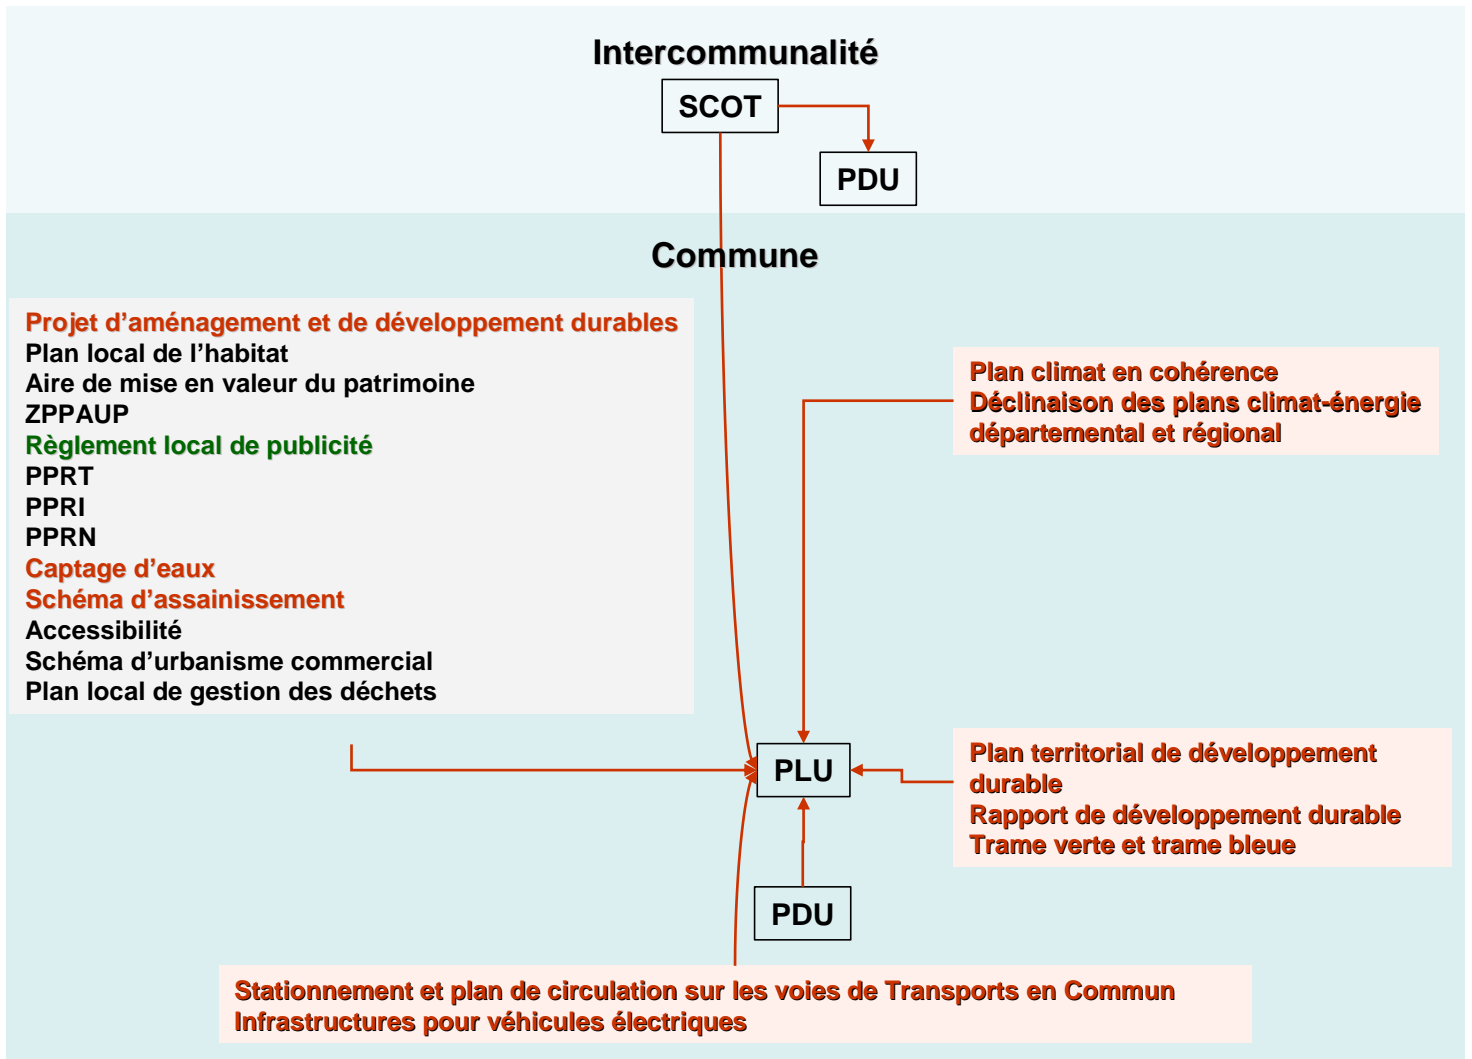 Intercommunalité
SCOT
PDU
Commune
Projet d’aménagement et de développement durables
Plan local de l’habitat
Aire de mise en valeur du patrimoine
ZPPAUP
Règlement local de publicité
PPRT
PPRI
PPRN
Captage d’eaux
Schéma d’assainissement
Accessibilité
Schéma d’urbanisme commercial
Plan local de gestion des déchets
Plan climat en cohérence
Déclinaison des plans climat-énergie
départemental et régional
PLU
Plan territorial de développement
durable
Rapport de développement durable
Trame verte et trame bleue
PDU
Stationnement et plan de circulation sur les voies de Transports en Commun
Infrastructures pour véhicules électriques